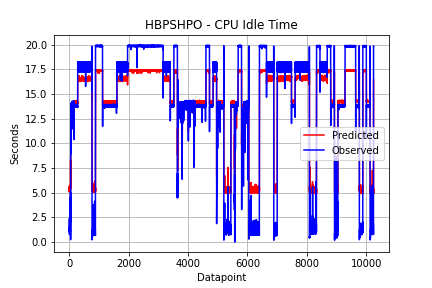 HBPSHPO - CPU Idle Time
20.0
17.5
15.0
12.5
10.0
7.5
5.0
2.5
0.0
Seconds
Predicted
Observed
0 2000 4000 6000 8000 10000
Datapoint